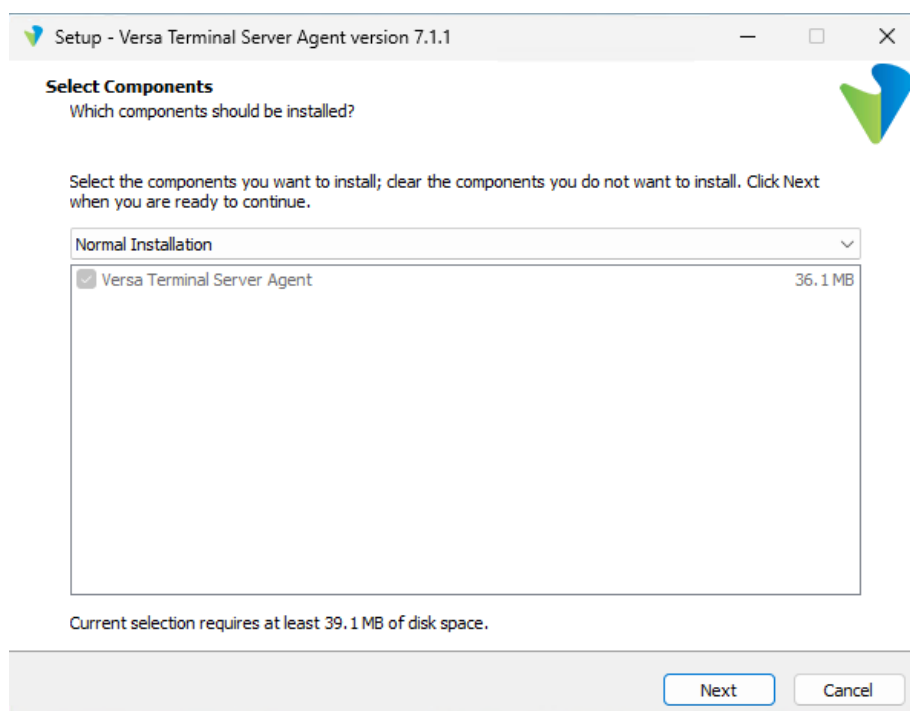 Setup - Versa Terminal Server Agent version 7.1.1
Select Components
Which components should be installed?
Select the components you want to install; clear the components you do not want to install. Click Next
when you are ready to continue.
Normal Installation
Versa Terminal Server Agent 36.1 MB
Current selection requires at least 39.1 MB of disk space.
Next Cancel